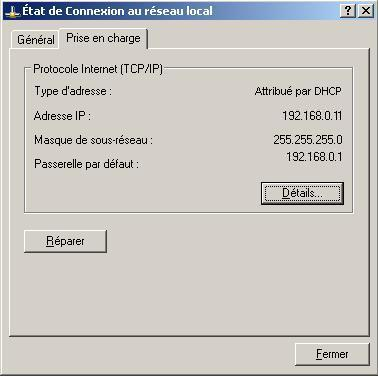 État de Connexion au réseau local
Général Prise en charge
Protocole Internet (TCP/IP)
Type d'adresse : Attribué par DHCP
Adresse IP : 192.168.0.11
Masque de sous-réseau : 255.255.255.0
Passerelle par défaut : 192.168.0.1
Détails...
Réparer
Fermer